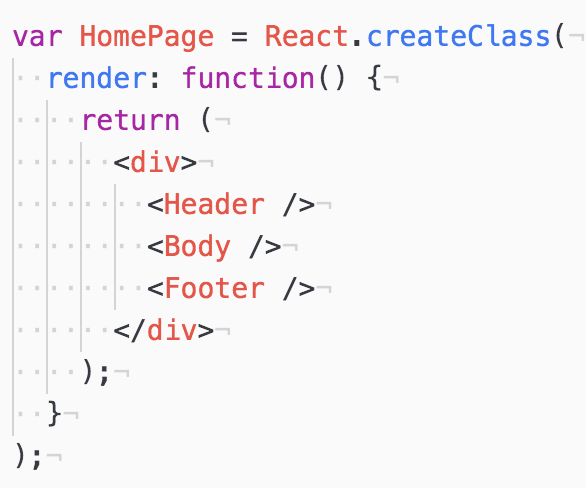 var HomePage = React.createClass(
  render: function() {
    return (
      <div>
        <Header />
        <Body />
        <Footer />
      </div>
    );
  }
);